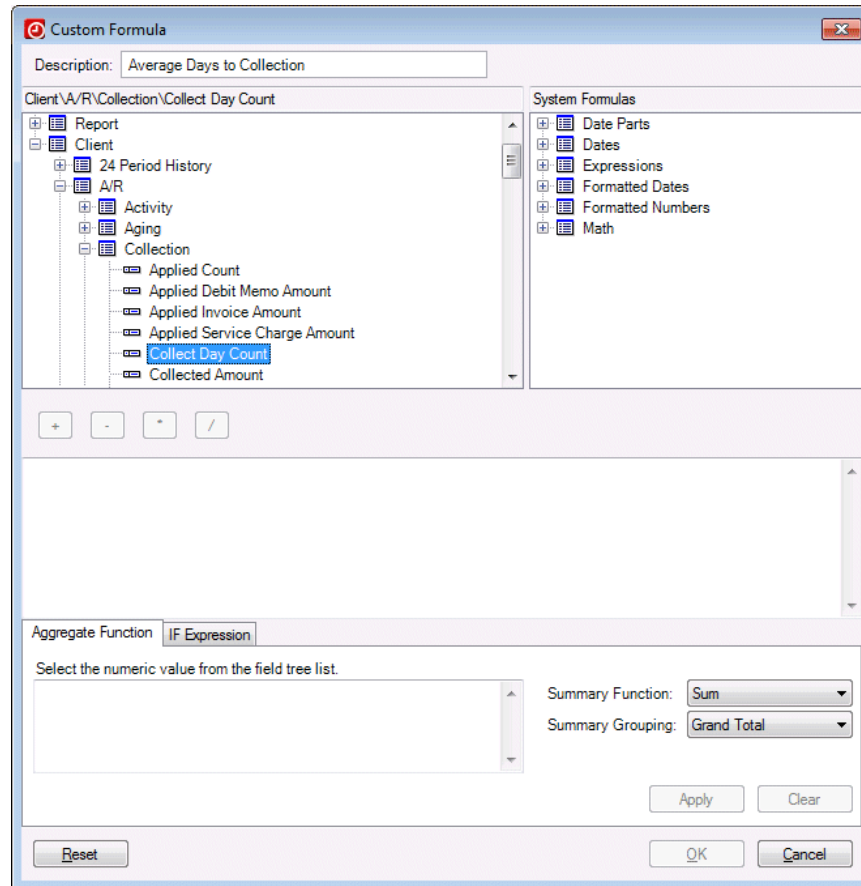 Custom Formula
Description: Average Days to Collection
Client\A/R\Collection\Collect Day Count
System Formulas
Report
Client
24 Period History
A/R
Activity
Aging
Collection
Applied Count
Applied Debit Memo Amount
Applied Invoice Amount
Applied Service Charge Amount
Collect Day Count
Collected Amount
Date Parts
Dates
Expressions
Formatted Dates
Formatted Numbers
Math
+ - * /
Aggregate Function IF Expression
Select the numeric value from the field tree list.
Summary Function: Sum
Summary Grouping: Grand Total
Apply Clear
Reset OK Cancel